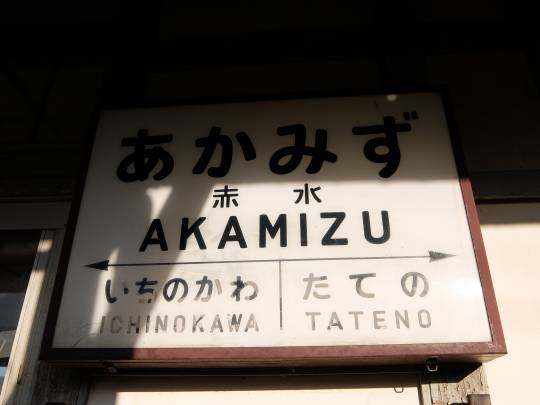 あかみず
赤水
AKAMIZU
いちのかわ たての
ICHINOKAWA TATENO